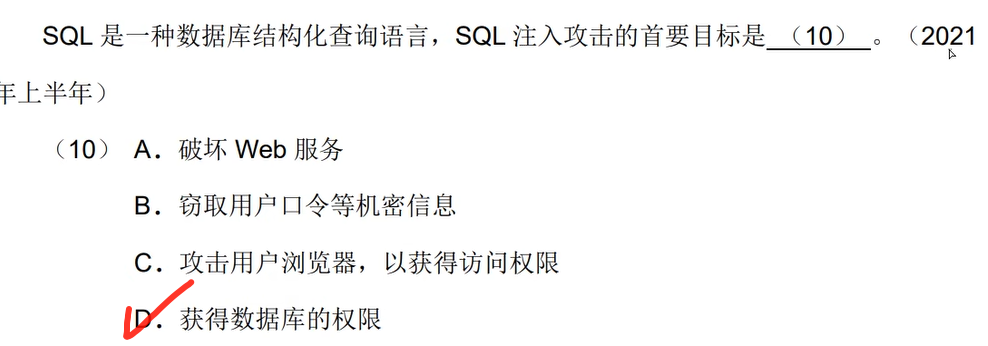 SQL 是一种数据库结构化查询语言，SQL 注入攻击的首要目标是（10）。（2021
年上半年）
（10） A．破坏 Web 服务
B．窃取用户口令等机密信息
C．攻击用户浏览器，以获得访问权限
D．获得数据库的权限